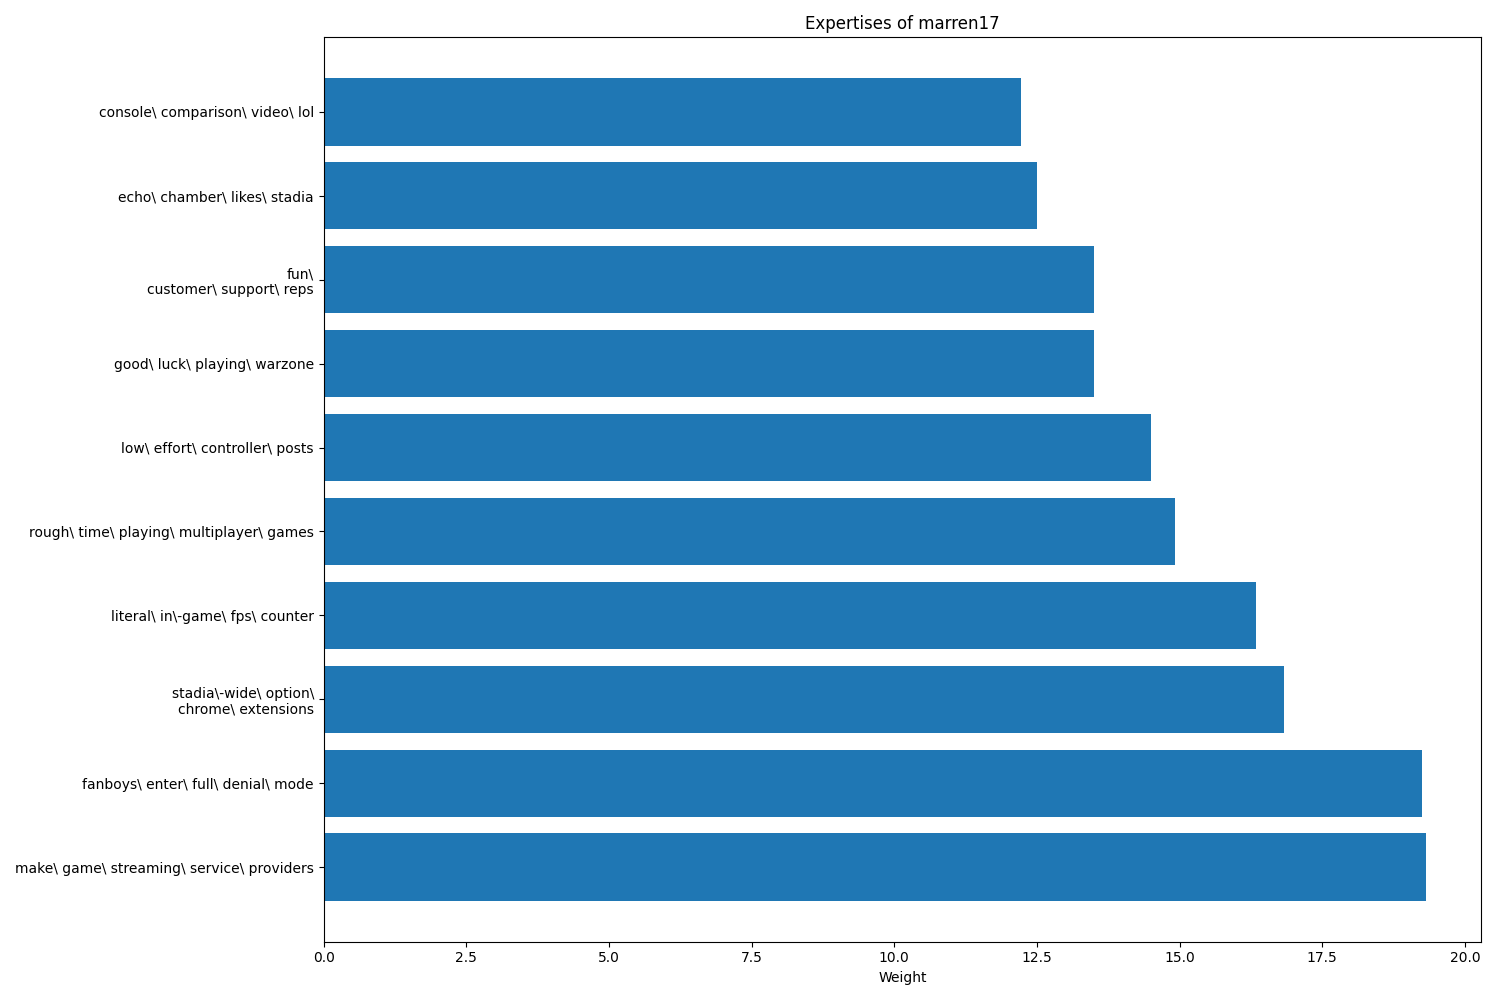 Expertises of marren17
console\ comparison\ video\ lol
echo\ chamber\ likes\ stadia
fun\
customer\ support\ reps
good\ luck\ playing\ warzone
low\ effort\ controller\ posts
rough\ time\ playing\ multiplayer\ games
literal\ in\-game\ fps\ counter
stadia\-wide\ option\
chrome\ extensions
fanboys\ enter\ full\ denial\ mode
make\ game\ streaming\ service\ providers
0.0 2.5 5.0 7.5 10.0 12.5 15.0 17.5 20.0
Weight